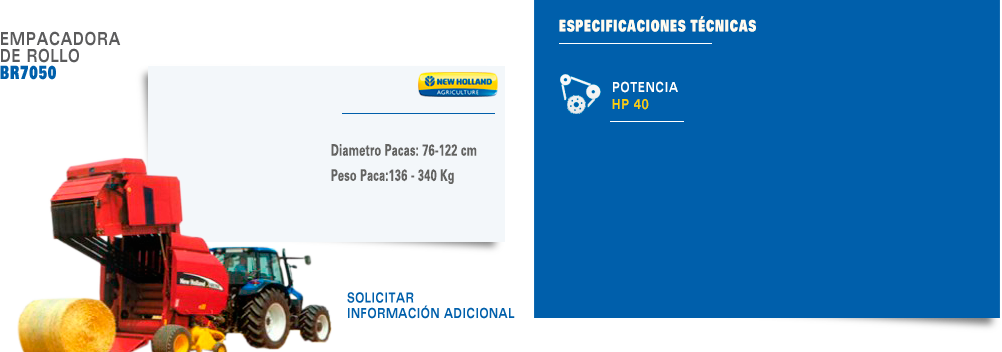 EMPACADORA
DE ROLLO
BR7050
NEW HOLLAND
AGRICULTURE
Diametro Pacas: 76-122 cm
Peso Paca:136 - 340 Kg
New Holland
SOLICITAR
INFORMACIÓN ADICIONAL
ESPECIFICACIONES TÉCNICAS
POTENCIA
HP 40